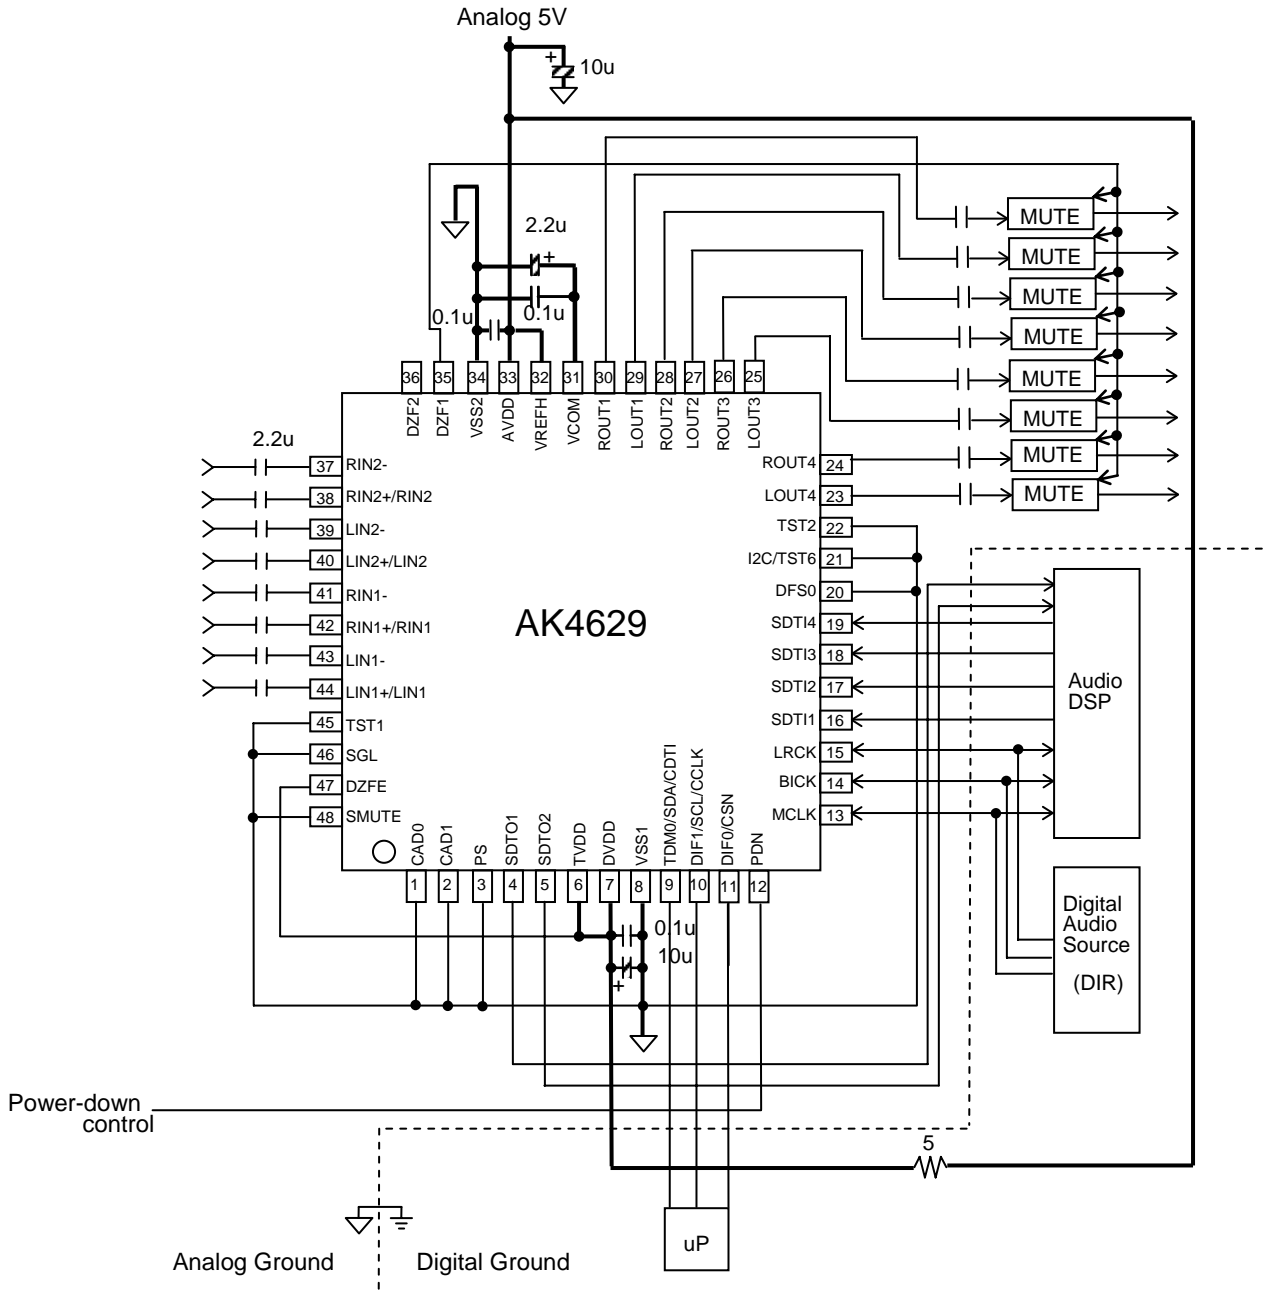 Analog 5V
+
10u
MUTE
MUTE
MUTE
MUTE
MUTE
MUTE
MUTE
MUTE
2.2u
+
0.1u
0.1u
36
35
34
33
32
31
30
29
28
27
26
25
DZF2
DZF1
VSS2
AVDD
VREFH
VCOM
ROUT1
LOUT1
ROUT2
LOUT2
ROUT3
LOUT3
2.2u
37 RIN2-
38 RIN2+/RIN2
39 LIN2-
40 LIN2+/LIN2
41 RIN1-
42 RIN1+/RIN1
43 LIN1-
44 LIN1+/LIN1
45 TST1
46 SGL
47 DZFE
48 SMUTE
AK4629
ROUT4 24
LOUT4 23
TST2 22
I2C/TST6 21
DFS0 20
SDTI4 19
SDTI3 18
SDTI2 17
SDTI1 16
LRCK 15
BICK 14
MCLK 13
Audio
DSP
Digital
Audio
Source
(DIR)
CAD0
CAD1
PS
SDTO1
SDTO2
TVDD
DVDD
VSS1
TDM0/SDA/CDTI
DIF1/SCL/CCLK
DIF0/CSN
PDN
1
2
3
4
5
6
7
8
9
10
11
12
0.1u
10u
+
Power-down
control
5
uP
Analog Ground
Digital Ground